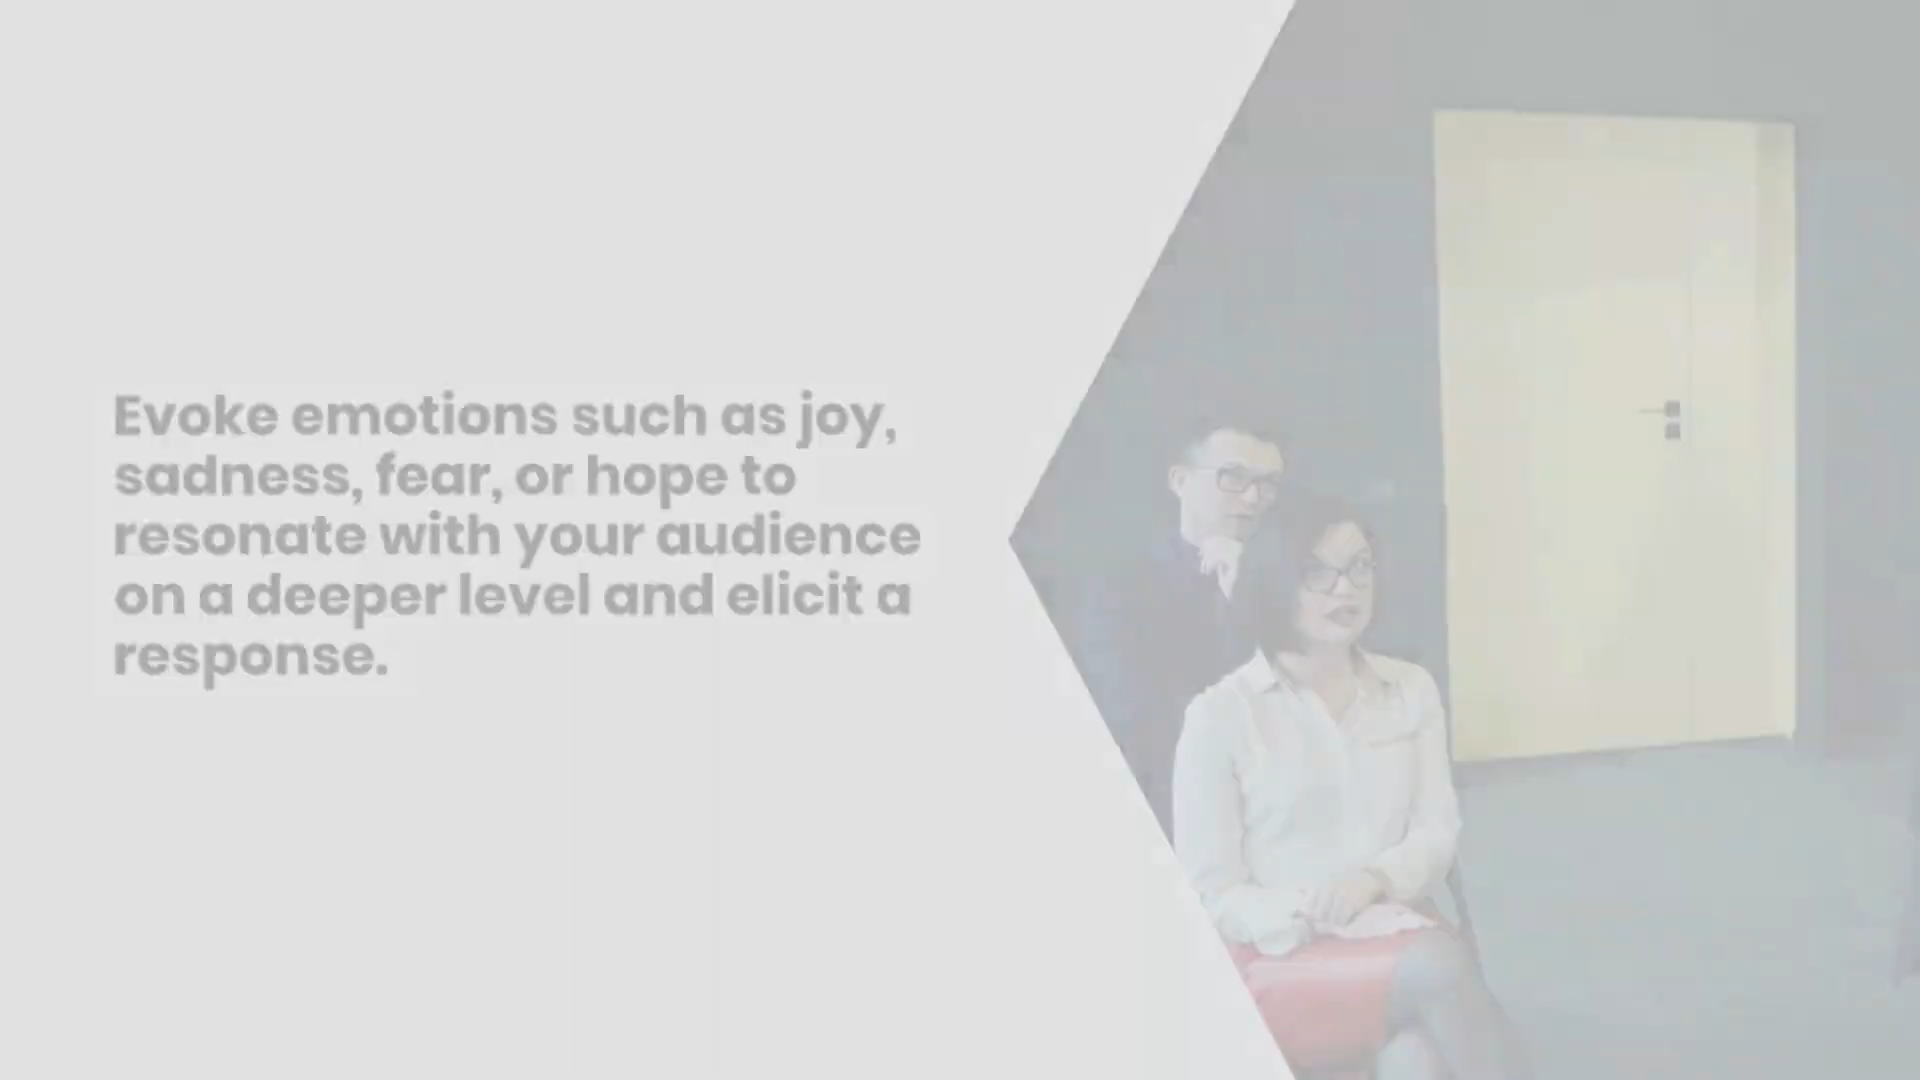 Evoke emotions such as joy,
sadness, fear, or hope to
resonate with your audience
on a deeper level and elicit a
response.